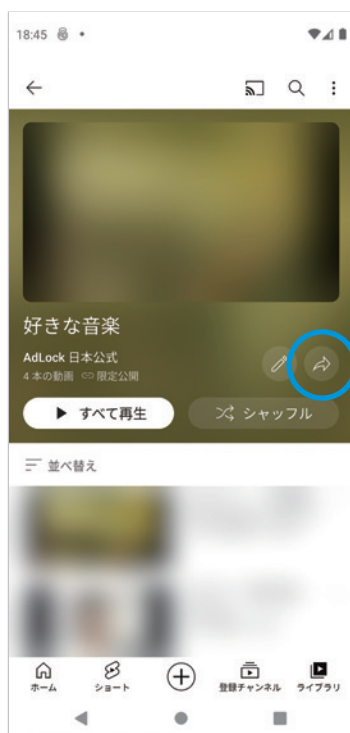 18:45
好きな音楽
AdLock 日本公式
4 本の動画 限定公開
すべて再生
シャッフル
並べ替え
ホーム
ショート
登録チャンネル
ライブラリ